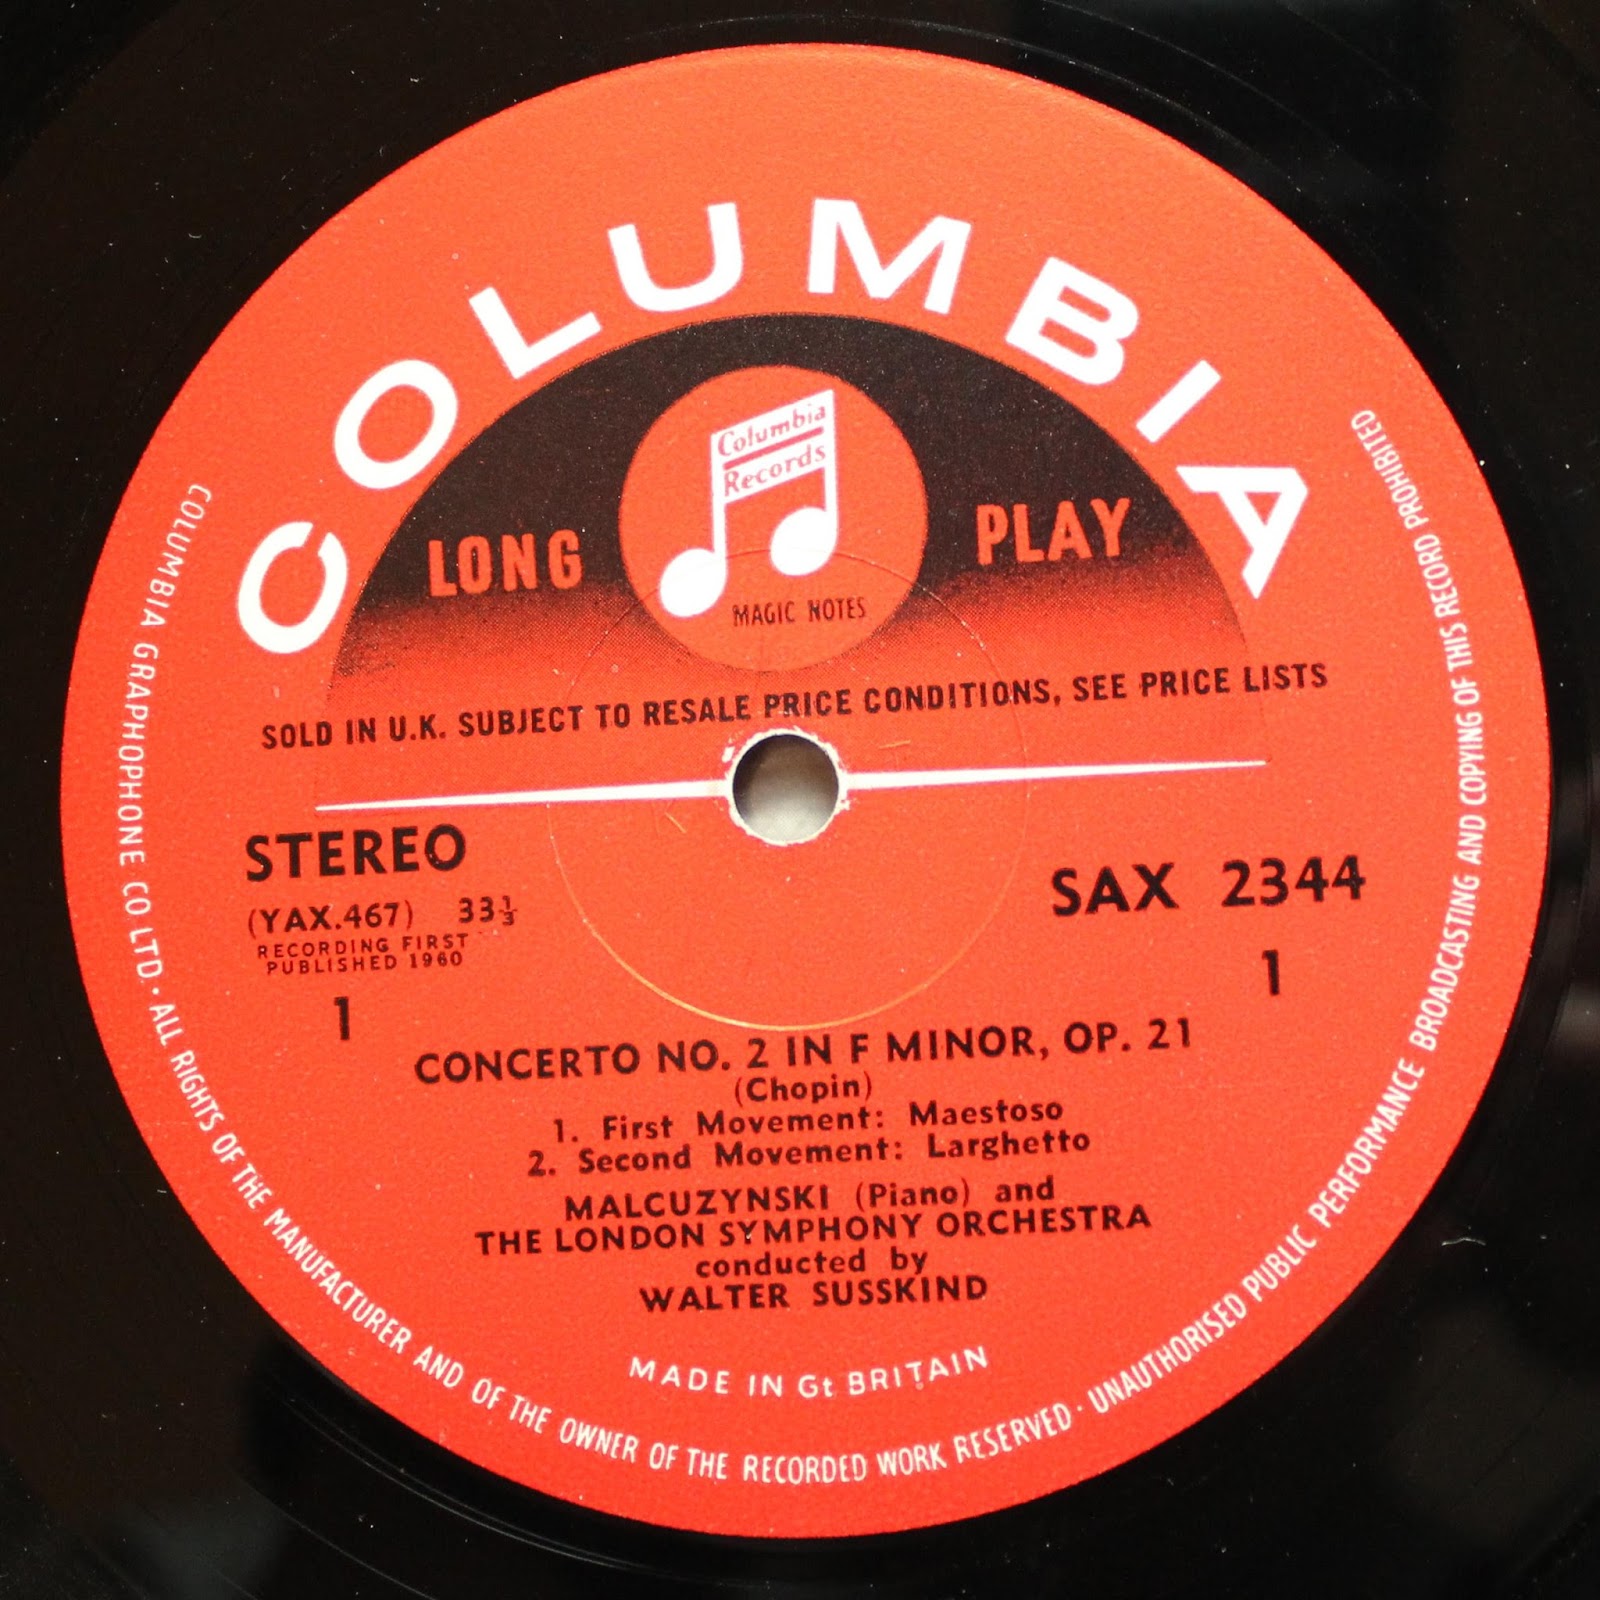 COLUMBIA
Columbia
Records
LONG PLAY
MAGIC NOTES
SOLD IN U.K. SUBJECT TO RESALE PRICE CONDITIONS, SEE PRICE LISTS
STEREO
(YAX.467) 33⅓
RECORDING FIRST
PUBLISHED 1960
1
SAX 2344
1
CONCERTO NO. 2 IN F MINOR, OP. 21
(Chopin)
1. First Movement: Maestoso
2. Second Movement: Larghetto
MALCUZYNSKI (Piano) and
THE LONDON SYMPHONY ORCHESTRA
conducted by
WALTER SUSSKIND
MADE IN Gt BRITAIN
COLUMBIA GRAPHOPHONE CO LTD. · ALL RIGHTS OF THE MANUFACTURER AND OF THE OWNER OF THE RECORDED WORK RESERVED · UNAUTHORISED PUBLIC PERFORMANCE BROADCASTING AND COPYING OF THIS RECORD PROHIBITED